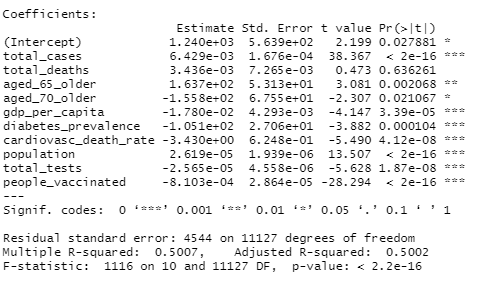 Coefficients:
Estimate Std. Error t value Pr(>|t|)
(Intercept) 1.240e+03 5.639e+02 2.199 0.027881 *
total_cases 6.429e-03 1.676e-04 38.367 < 2e-16 ***
total_deaths 3.436e-03 7.265e-03 0.473 0.636261
aged_65_older 1.637e+02 5.313e+01 3.081 0.002068 **
aged_70_older -1.558e+02 6.755e+01 -2.307 0.021067 *
gdp_per_capita -1.780e-02 4.293e-03 -4.147 3.39e-05 ***
diabetes_prevalence -1.051e+02 2.706e+01 -3.882 0.000104 ***
cardiovasc_death_rate -3.430e+00 6.248e-01 -5.490 4.12e-08 ***
population 2.619e-05 1.939e-06 13.507 < 2e-16 ***
total_tests -2.565e-05 4.558e-06 -5.628 1.87e-08 ***
people_vaccinated -8.103e-04 2.864e-05 -28.294 < 2e-16 ***
---
Signif. codes: 0 ‘***’ 0.001 ‘**’ 0.01 ‘*’ 0.05 ‘.’ 0.1 ‘ ’ 1
Residual standard error: 4544 on 11127 degrees of freedom
Multiple R-squared: 0.5007, Adjusted R-squared: 0.5002
F-statistic: 1116 on 10 and 11127 DF, p-value: < 2.2e-16